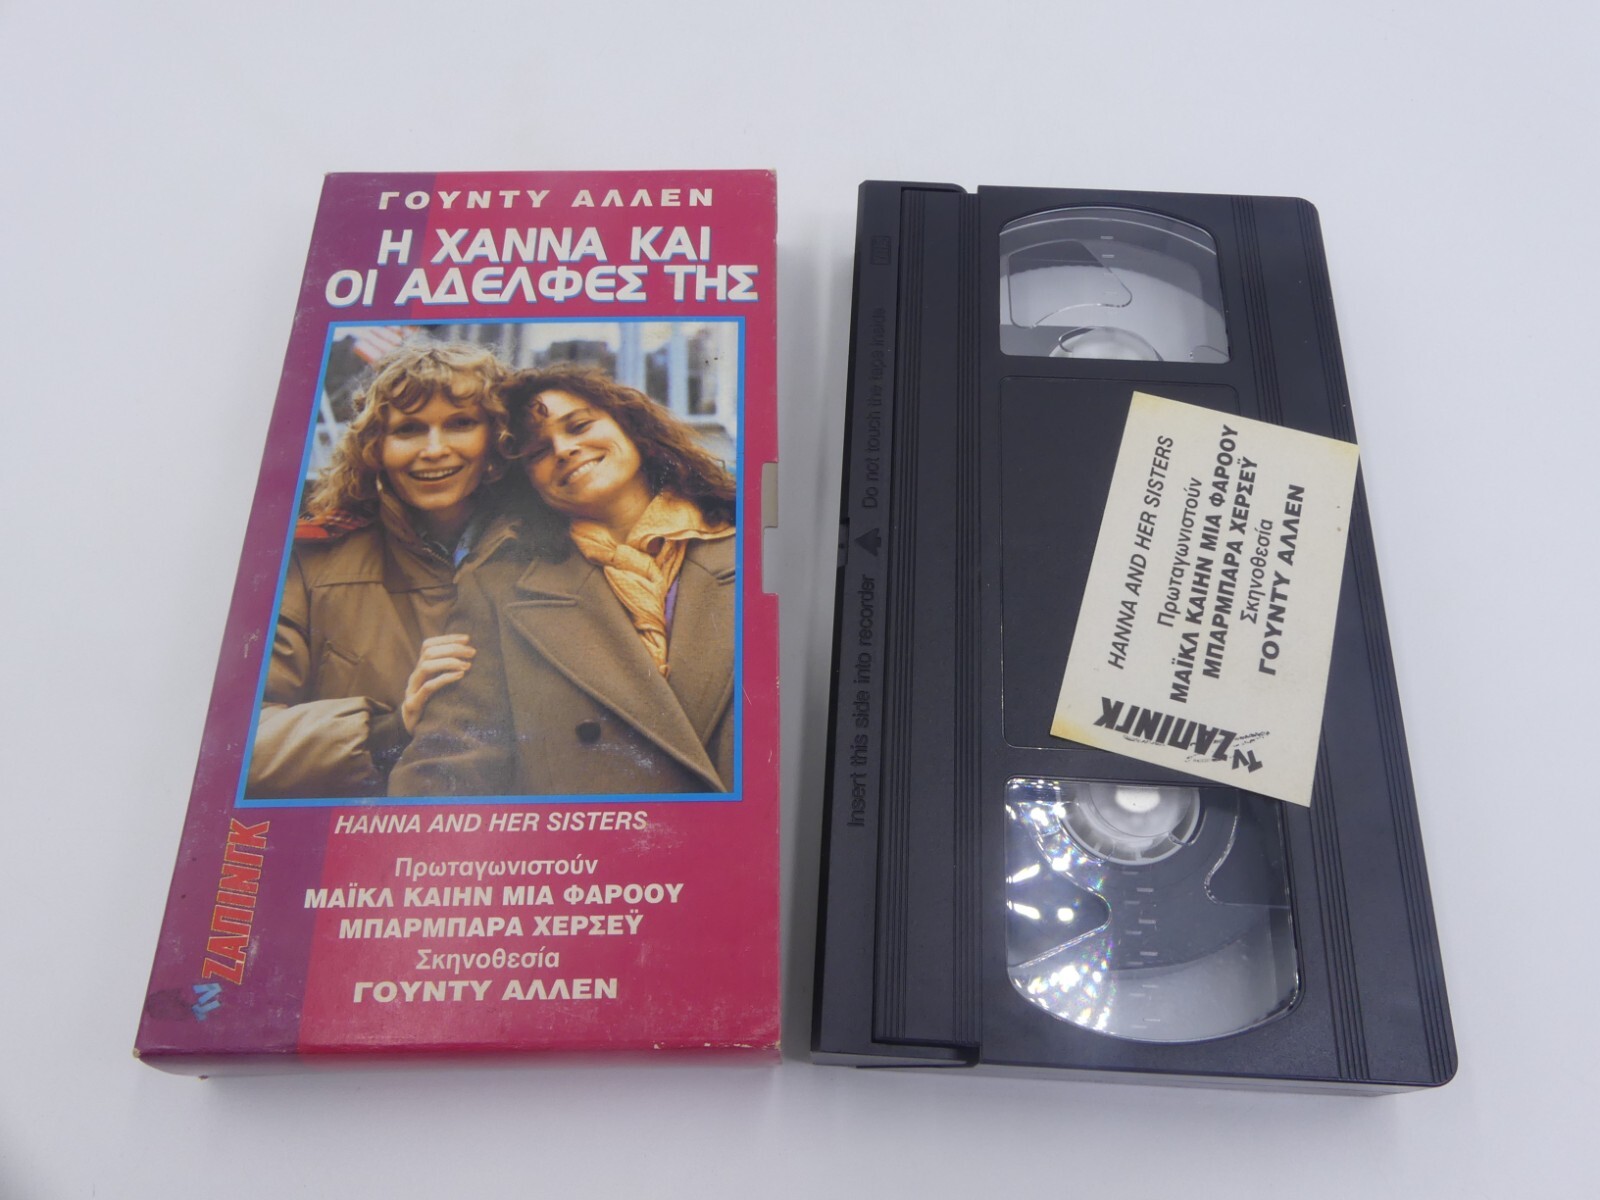 ΓΟΥΝΤΥ ΑΛΛΕΝ
Η ΧΑΝΝΑ ΚΑΙ
ΟΙ ΑΔΕΛΦΕΣ ΤΗΣ
HANNA AND HER SISTERS
Πρωταγωνιστούν
ΜΑΪΚΛ ΚΑΙΗΝ ΜΙΑ ΦΑΡΟΟΥ
ΜΠΑΡΜΠΑΡΑ ΧΕΡΣΕΫ
Σκηνοθεσία
ΓΟΥΝΤΥ ΑΛΛΕΝ
TV ΖΑΠΙΝΓΚ
Insert this side into recorder Do not touch the tape inside
HANNA AND HER SISTERS
Πρωταγωνιστούν
ΜΑΪΚΛ ΚΑΙΗΝ ΜΙΑ ΦΑΡΟΟΥ
ΜΠΑΡΜΠΑΡΑ ΧΕΡΣΕΫ
Σκηνοθεσία
ΓΟΥΝΤΥ ΑΛΛΕΝ
TV ΖΑΠΙΝΓΚ